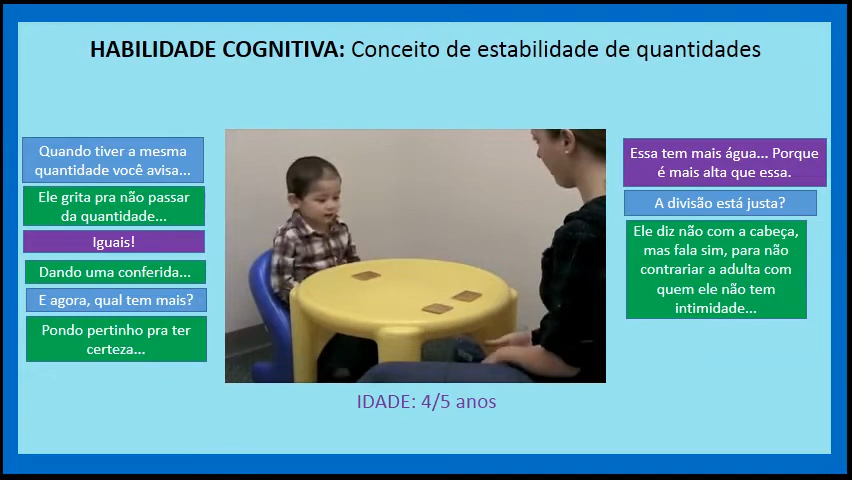 HABILIDADE COGNITIVA: Conceito de estabilidade de quantidades
Quando tiver a mesma
quantidade você avisa...
Ele grita pra não passar
da quantidade...
Iguais!
Dando uma conferida...
E agora, qual tem mais?
Pondo pertinho pra ter
certeza...
Essa tem mais água... Porque
é mais alta que essa.
A divisão está justa?
Ele diz não com a cabeça,
mas fala sim, para não
contrariar a adulta com
quem ele não tem
intimidade...
IDADE: 4/5 anos